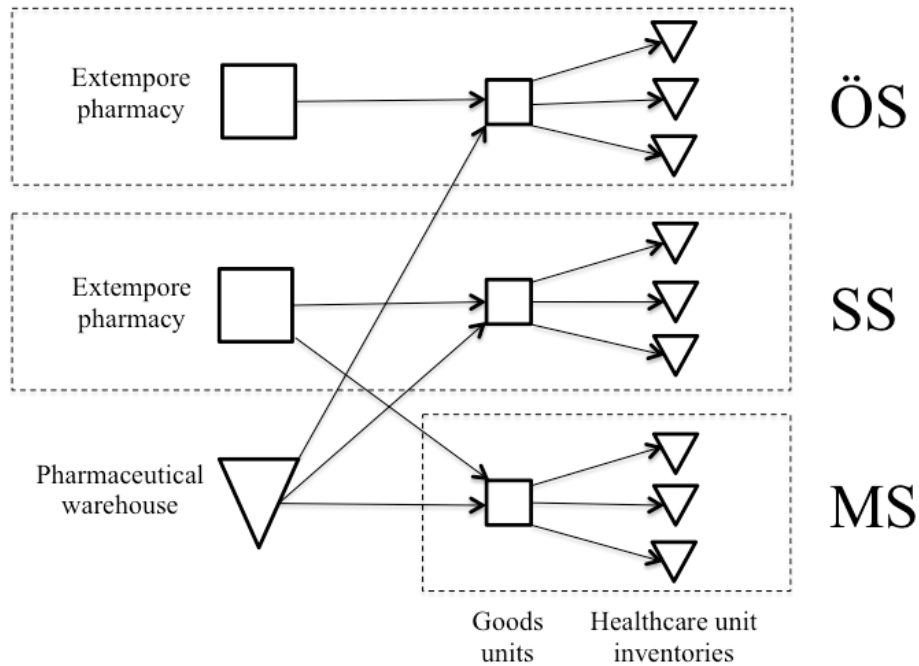 Extempore
pharmacy
ÖS
Extempore
pharmacy
SS
Pharmaceutical
warehouse
MS
Goods
units
Healthcare unit
inventories